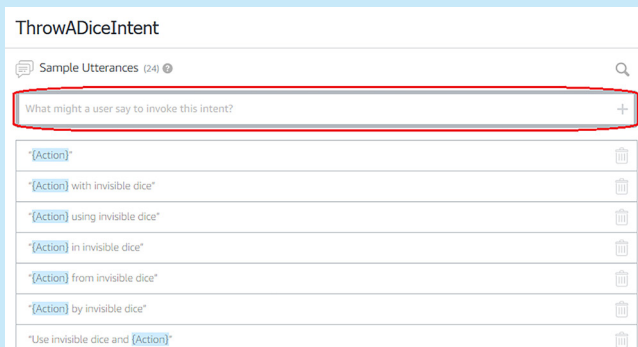 ThrowADiceIntent
Sample Utterances (24) ?
What might a user say to invoke this intent? +
"{Action}"
"{Action} with invisible dice"
"{Action} using invisible dice"
"{Action} in invisible dice"
"{Action} from invisible dice"
"{Action} by invisible dice"
"Use invisible dice and {Action}"